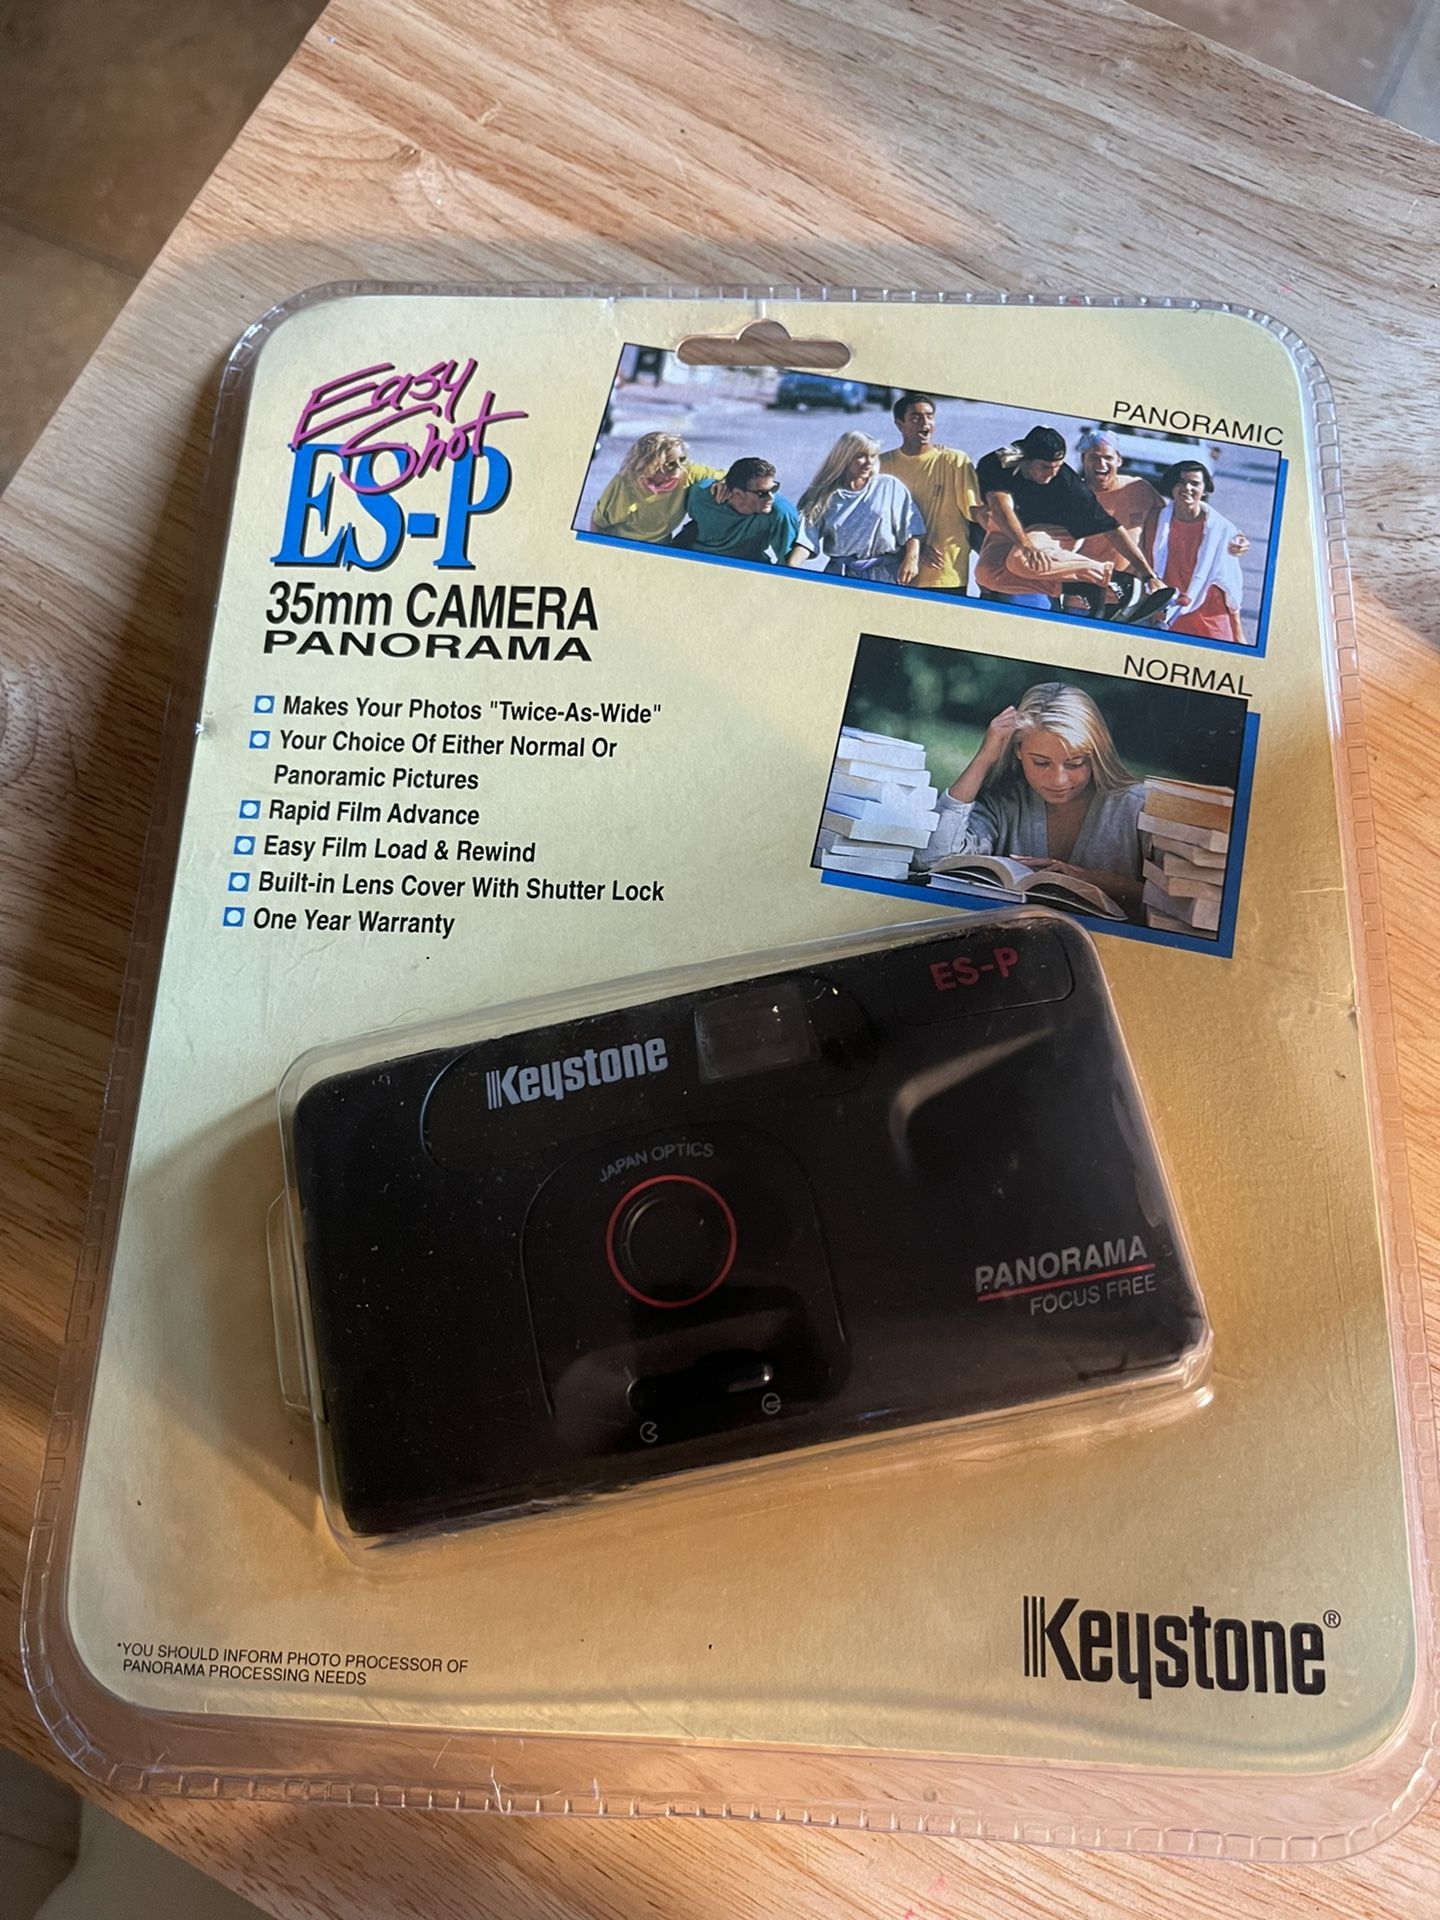 Easy
Shot
ES-P
35mm CAMERA
PANORAMA
Makes Your Photos "Twice-As-Wide"
Your Choice Of Either Normal Or
Panoramic Pictures
Rapid Film Advance
Easy Film Load & Rewind
Built-in Lens Cover With Shutter Lock
One Year Warranty
PANORAMIC
NORMAL
ES-P
Keystone
JAPAN OPTICS
PANORAMA
FOCUS FREE
*YOU SHOULD INFORM PHOTO PROCESSOR OF
PANORAMA PROCESSING NEEDS
Keystone®